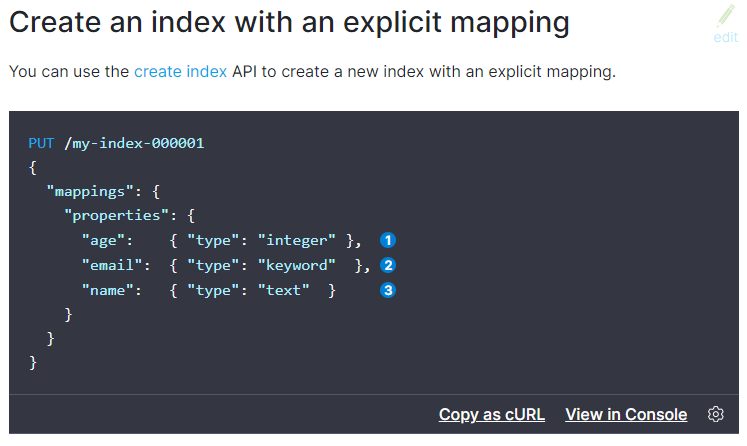 Create an index with an explicit mapping
edit
You can use the create index API to create a new index with an explicit mapping.
PUT /my-index-000001
{
  "mappings": {
    "properties": {
      "age":    { "type": "integer" },  1
      "email":  { "type": "keyword"  }, 2
      "name":   { "type": "text"  }     3
    }
  }
}
Copy as cURL View in Console